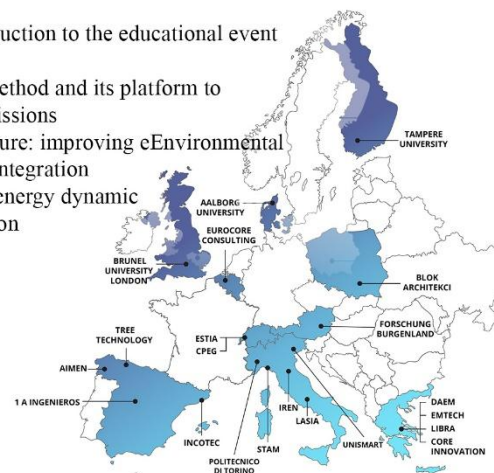 uction to the educational event
ethod and its platform to
issions
ure: improving eEnvironmental
ntegration
energy dynamic
on
TAMPERE
UNIVERSITY
AALBORG
UNIVERSITY
EUROCORE
CONSULTING
BRUNEL
UNIVERSITY
LONDON
BLOK
ARCHITEKCI
TREE
TECHNOLOGY
ESTIA
CPEG
FORSCHUNG
BURGENLAND
AIMEN
1 A INGENIEROS
INCOTEC
POLITECNICO
DI TORINO
STAM
IREN
LASIA
UNISMART
DAEM
EMTECH
LIBRA
CORE
INNOVATION